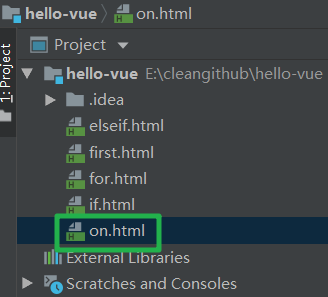 hello-vue on.html
Project
1: Project
hello-vue E:\cleangithub\hello-vue
.idea
elseif.html
first.html
for.html
if.html
on.html
External Libraries
Scratches and Consoles